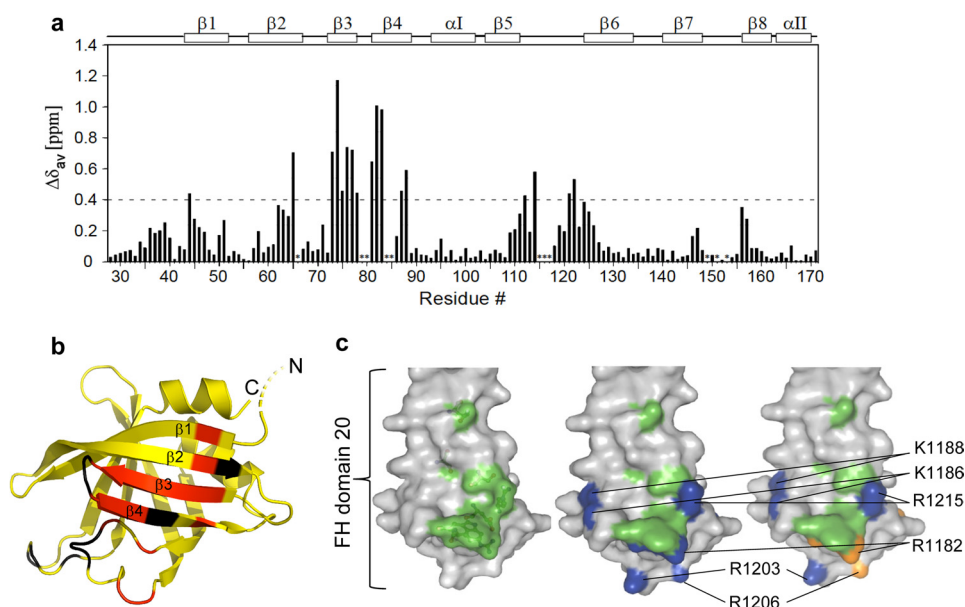 a
β1 β2 β3 β4 αI β5 β6 β7 β8 αII
1.4
1.2
1.0
0.8
0.6
0.4
0.2
0
Δδav [ppm]
* ** ** *** * * *
30 40 50 60 70 80 90 100 110 120 130 140 150 160 170
Residue #
b
N
C
β1
β2
β3
β4
c
FH domain 20
K1188
K1186
R1215
R1182
R1203
R1206